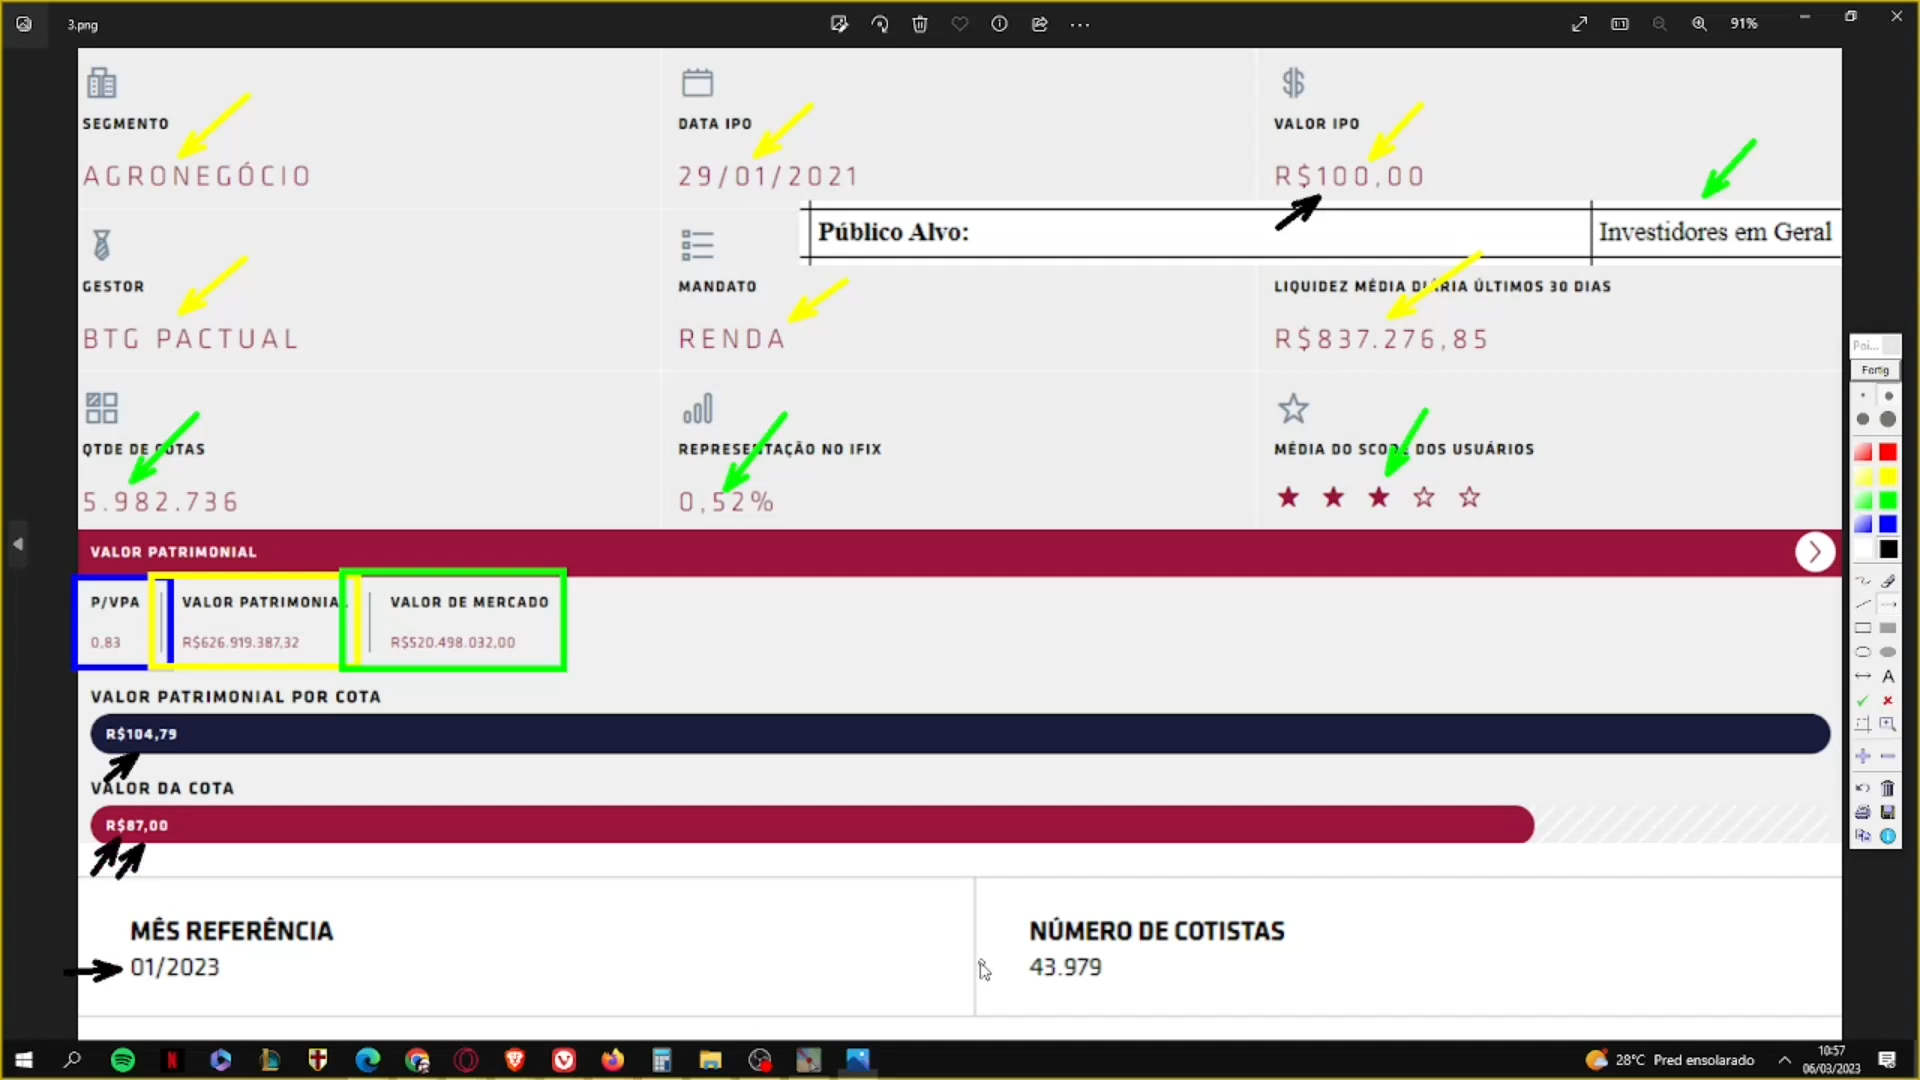 3.png
91%
SEGMENTO
AGRONEGÓCIO
DATA IPO
29/01/2021
VALOR IPO
R$100,00
Público Alvo:
Investidores em Geral
GESTOR
BTG PACTUAL
MANDATO
RENDA
LIQUIDEZ MÉDIA DIÁRIA ÚLTIMOS 30 DIAS
R$837.276,85
QTDE DE COTAS
5.982.736
REPRESENTAÇÃO NO IFIX
0,52%
MÉDIA DO SCORE DOS USUÁRIOS
VALOR PATRIMONIAL
P/VPA
0,83
VALOR PATRIMONIAL
R$626.919.387,32
VALOR DE MERCADO
R$520.498.032,00
VALOR PATRIMONIAL POR COTA
R$104,79
VALOR DA COTA
R$87,00
MÊS REFERÊNCIA
01/2023
NÚMERO DE COTISTAS
43.979
Poi...
Fertig
A
28°C Pred ensolarado
10:57
06/03/2023